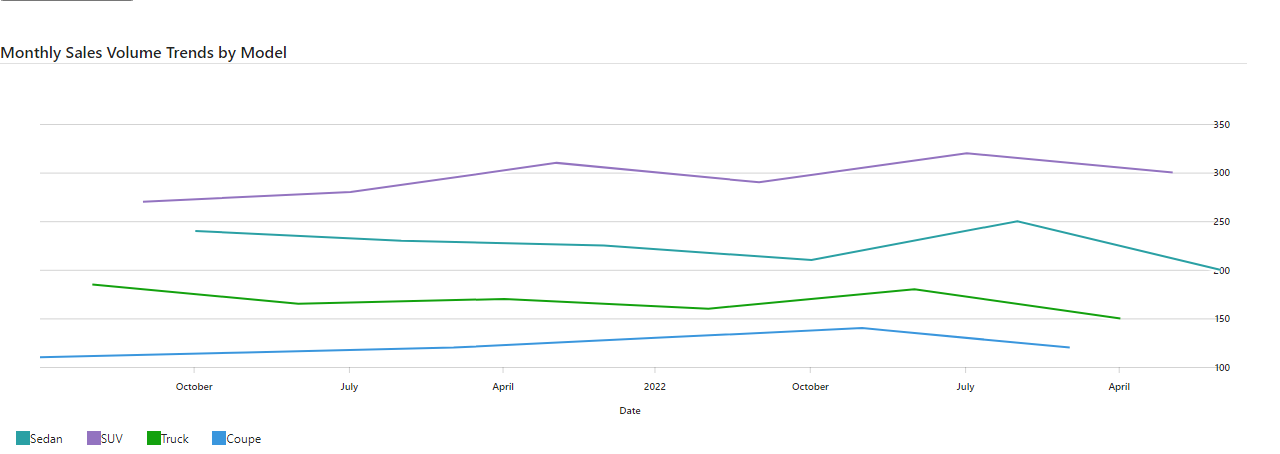 Monthly Sales Volume Trends by Model
350
300
250
200
150
100
October July April 2022 October July April
Date
Sedan SUV Truck Coupe